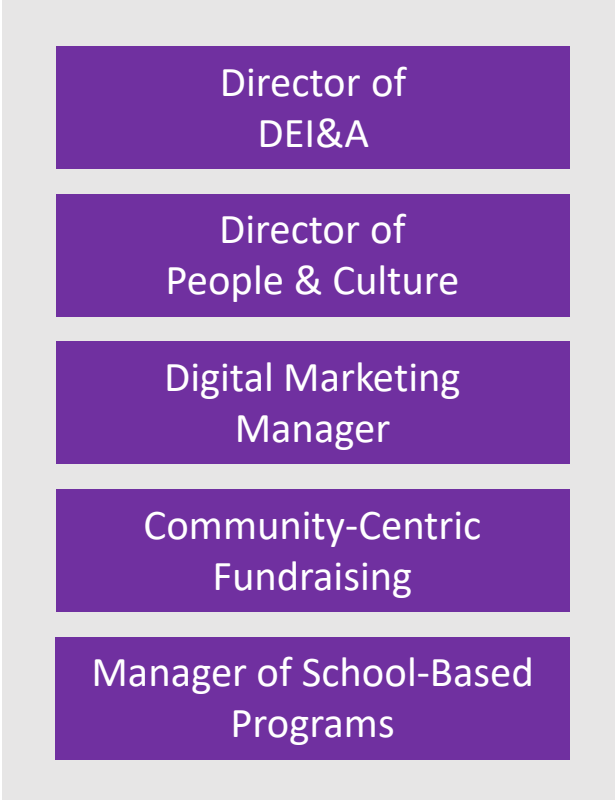 Director of
DEI&A
Director of
People & Culture
Digital Marketing
Manager
Community-Centric
Fundraising
Manager of School-Based
Programs